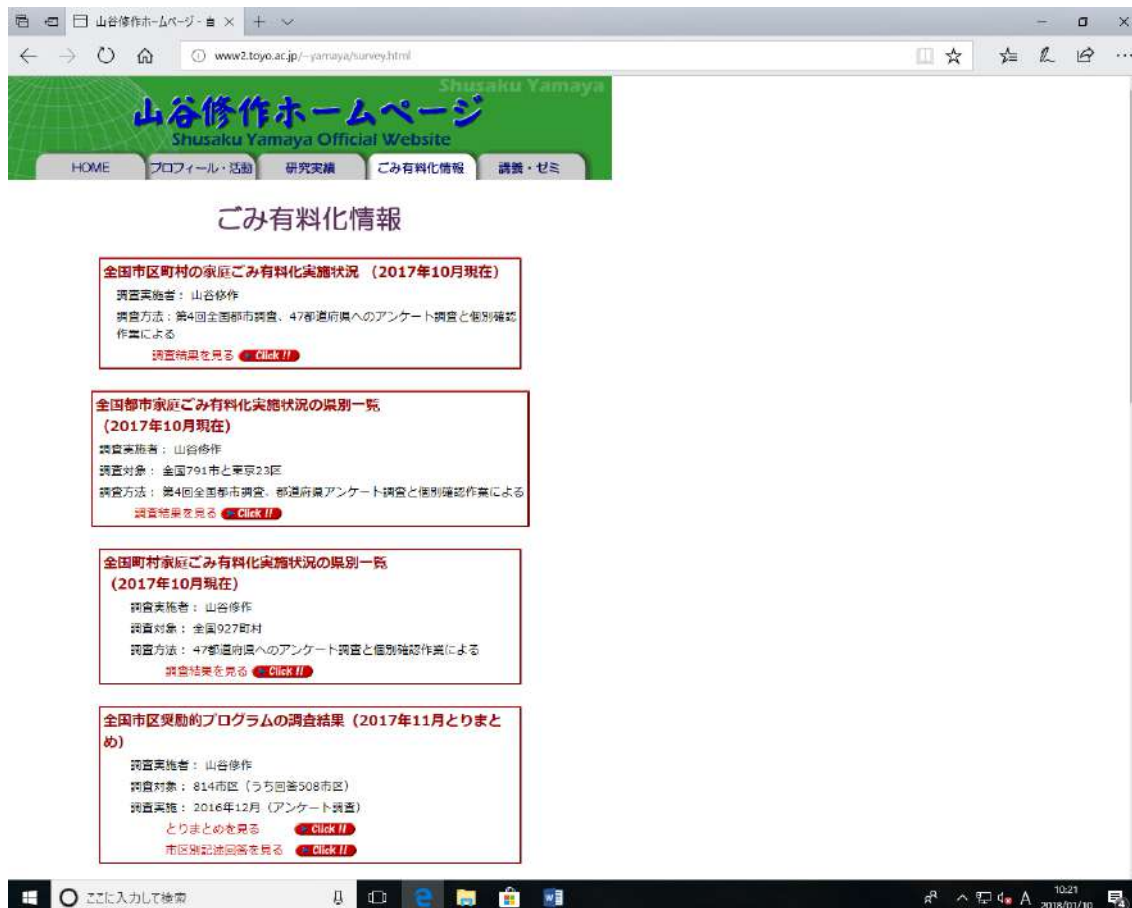 山谷修作ホームページ - ごみ
www2.toyo.ac.jp/~yamaya/survey.html
Shusaku Yamaya
山谷修作ホームページ
Shusaku Yamaya Official Website
HOME プロフィール・活動 研究実績 ごみ有料化情報 講義・ゼミ
ごみ有料化情報
全国市区町村の家庭ごみ有料化実施状況 (2017年10月現在)
調査実施者： 山谷修作
調査方法：第4回全国都市調査、47都道府県へのアンケート調査と個別確認
作業による
調査結果を見る Click !!
全国都市家庭ごみ有料化実施状況の県別一覧
(2017年10月現在)
調査実施者： 山谷修作
調査対象： 全国791市と東京23区
調査方法： 第4回全国都市調査、都道府県アンケート調査と個別確認作業による
調査結果を見る Click !!
全国町村家庭ごみ有料化実施状況の県別一覧
(2017年10月現在)
調査実施者： 山谷修作
調査対象： 全国927町村
調査方法： 47都道府県へのアンケート調査と個別確認作業による
調査結果を見る Click !!
全国市区奨励的プログラムの調査結果（2017年11月とりまと
め）
調査実施者： 山谷修作
調査対象： 814市区（うち回答508市区）
調査実施： 2016年12月（アンケート調査）
とりまとめを見る Click !!
市区別記述回答を見る Click !!
ここに入力して検索
A
10:21
2018/01/10